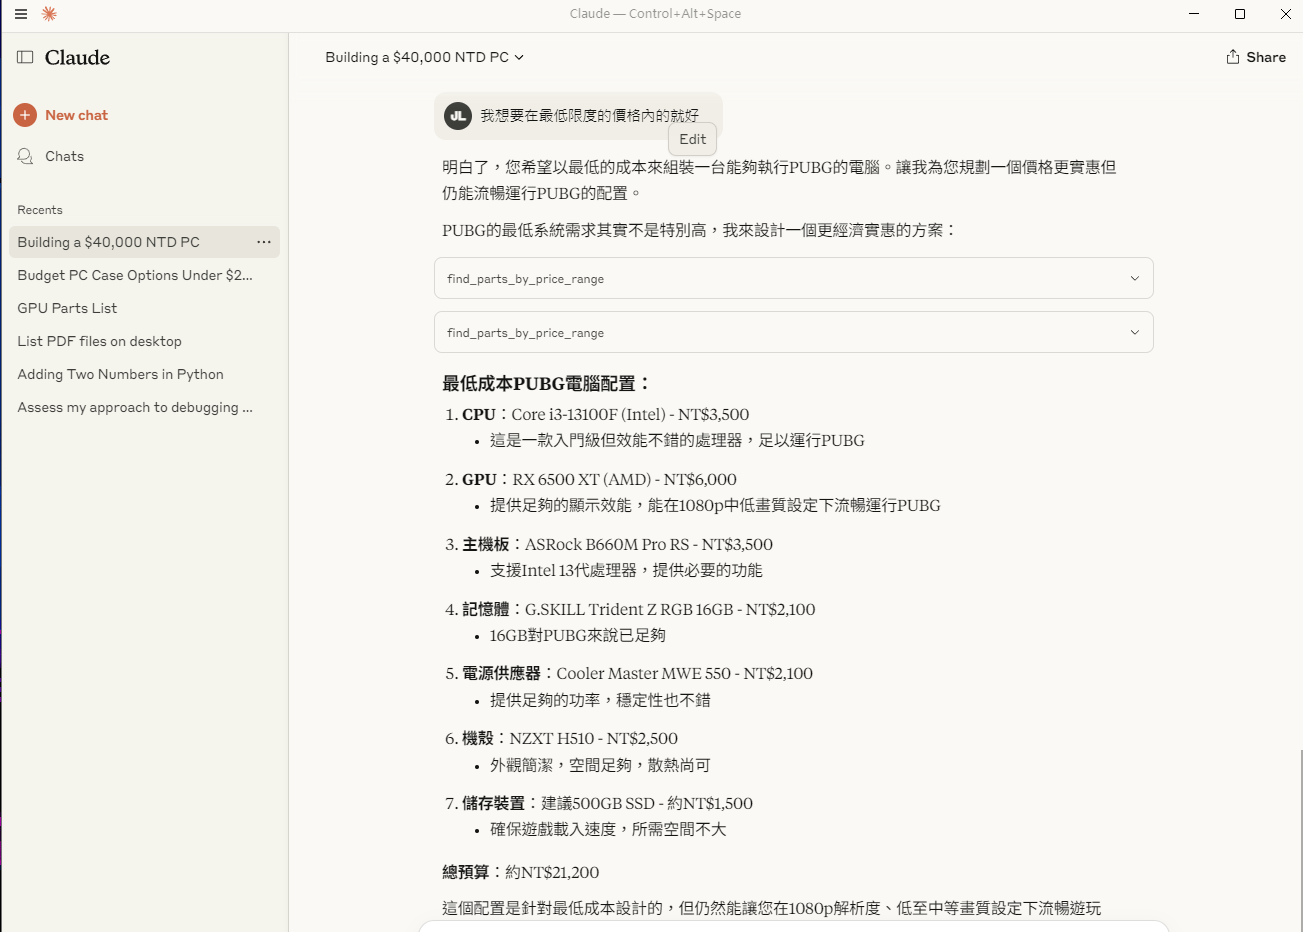 Claude — Control+Alt+Space
Claude
Building a $40,000 NTD PC
Share
New chat
Chats
Recents
Building a $40,000 NTD PC
Budget PC Case Options Under $2...
GPU Parts List
List PDF files on desktop
Adding Two Numbers in Python
Assess my approach to debugging ...
JL 我想要在最低限度的價格內的就好
Edit
明白了，您希望以最低的成本來組裝一台能夠執行PUBG的電腦。讓我為您規劃一個價格更實惠但
仍能流暢運行PUBG的配置。
PUBG的最低系統需求其實不是特別高，我來設計一個更經濟實惠的方案：
find_parts_by_price_range
find_parts_by_price_range
最低成本PUBG電腦配置：
1. CPU：Core i3-13100F (Intel) - NT$3,500
• 這是一款入門級但效能不錯的處理器，足以運行PUBG
2. GPU：RX 6500 XT (AMD) - NT$6,000
• 提供足夠的顯示效能，能在1080p中低畫質設定下流暢運行PUBG
3. 主機板：ASRock B660M Pro RS - NT$3,500
• 支援Intel 13代處理器，提供必要的功能
4. 記憶體：G.SKILL Trident Z RGB 16GB - NT$2,100
• 16GB對PUBG來說已足夠
5. 電源供應器：Cooler Master MWE 550 - NT$2,100
• 提供足夠的功率，穩定性也不錯
6. 機殼：NZXT H510 - NT$2,500
• 外觀簡潔，空間足夠，散熱尚可
7. 儲存裝置：建議500GB SSD - 約NT$1,500
• 確保遊戲載入速度，所需空間不大
總預算：約NT$21,200
這個配置是針對最低成本設計的，但仍然能讓您在1080p解析度、低至中等畫質設定下流暢遊玩